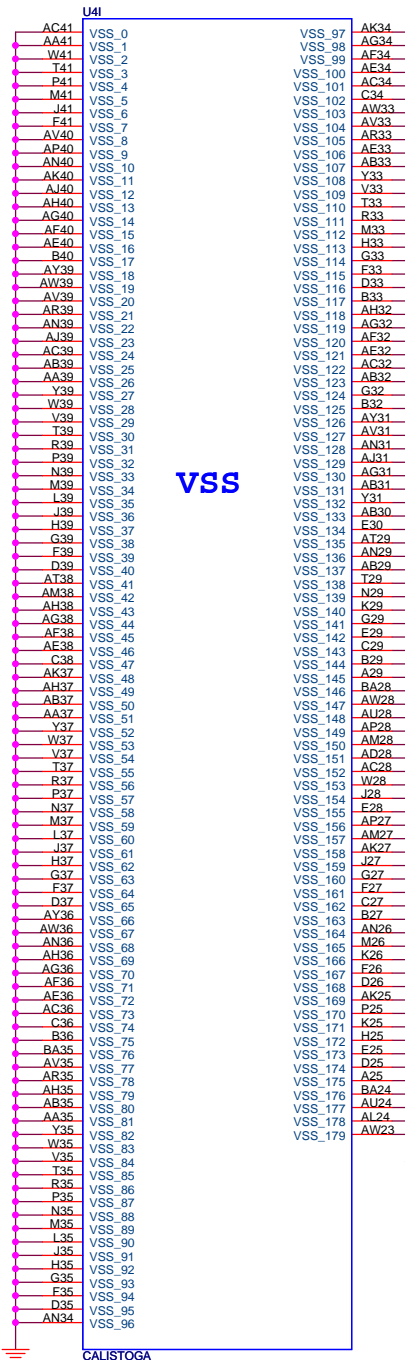 U4I
AC41 VSS_0
AA41 VSS_1
W41 VSS_2
T41 VSS_3
P41 VSS_4
M41 VSS_5
J41 VSS_6
F41 VSS_7
AV40 VSS_8
AP40 VSS_9
AN40 VSS_10
AK40 VSS_11
AJ40 VSS_12
AH40 VSS_13
AG40 VSS_14
AF40 VSS_15
AE40 VSS_16
B40 VSS_17
AY39 VSS_18
AW39 VSS_19
AV39 VSS_20
AR39 VSS_21
AN39 VSS_22
AJ39 VSS_23
AC39 VSS_24
AB39 VSS_25
AA39 VSS_26
Y39 VSS_27
W39 VSS_28
V39 VSS_29
T39 VSS_30
R39 VSS_31
P39 VSS_32
N39 VSS_33
M39 VSS_34
L39 VSS_35
J39 VSS_36
H39 VSS_37
G39 VSS_38
F39 VSS_39
D39 VSS_40
AT38 VSS_41
AM38 VSS_42
AH38 VSS_43
AG38 VSS_44
AF38 VSS_45
AE38 VSS_46
C38 VSS_47
AK37 VSS_48
AH37 VSS_49
AB37 VSS_50
AA37 VSS_51
Y37 VSS_52
W37 VSS_53
V37 VSS_54
T37 VSS_55
R37 VSS_56
P37 VSS_57
N37 VSS_58
M37 VSS_59
L37 VSS_60
J37 VSS_61
H37 VSS_62
G37 VSS_63
F37 VSS_64
D37 VSS_65
AY36 VSS_66
AW36 VSS_67
AN36 VSS_68
AH36 VSS_69
AG36 VSS_70
AF36 VSS_71
AE36 VSS_72
AC36 VSS_73
C36 VSS_74
B36 VSS_75
BA35 VSS_76
AV35 VSS_77
AR35 VSS_78
AH35 VSS_79
AB35 VSS_80
AA35 VSS_81
Y35 VSS_82
W35 VSS_83
V35 VSS_84
T35 VSS_85
R35 VSS_86
P35 VSS_87
N35 VSS_88
M35 VSS_89
L35 VSS_90
J35 VSS_91
H35 VSS_92
G35 VSS_93
F35 VSS_94
D35 VSS_95
AN34 VSS_96
VSS
VSS_97 AK34
VSS_98 AG34
VSS_99 AF34
VSS_100 AE34
VSS_101 AC34
VSS_102 C34
VSS_103 AW33
VSS_104 AV33
VSS_105 AR33
VSS_106 AE33
VSS_107 AB33
VSS_108 Y33
VSS_109 V33
VSS_110 T33
VSS_111 R33
VSS_112 M33
VSS_113 H33
VSS_114 G33
VSS_115 F33
VSS_116 D33
VSS_117 B33
VSS_118 AH32
VSS_119 AG32
VSS_120 AF32
VSS_121 AE32
VSS_122 AC32
VSS_123 AB32
VSS_124 G32
VSS_125 B32
VSS_126 AY31
VSS_127 AV31
VSS_128 AN31
VSS_129 AJ31
VSS_130 AG31
VSS_131 AB31
VSS_132 Y31
VSS_133 AB30
VSS_134 E30
VSS_135 AT29
VSS_136 AN29
VSS_137 AB29
VSS_138 T29
VSS_139 N29
VSS_140 K29
VSS_141 G29
VSS_142 E29
VSS_143 C29
VSS_144 B29
VSS_145 A29
VSS_146 BA28
VSS_147 AW28
VSS_148 AU28
VSS_149 AP28
VSS_150 AM28
VSS_151 AD28
VSS_152 AC28
VSS_153 W28
VSS_154 J28
VSS_155 E28
VSS_156 AP27
VSS_157 AM27
VSS_158 AK27
VSS_159 J27
VSS_160 G27
VSS_161 F27
VSS_162 C27
VSS_163 B27
VSS_164 AN26
VSS_165 M26
VSS_166 K26
VSS_167 F26
VSS_168 D26
VSS_169 AK25
VSS_170 P25
VSS_171 K25
VSS_172 H25
VSS_173 E25
VSS_174 D25
VSS_175 A25
VSS_176 BA24
VSS_177 AU24
VSS_178 AL24
VSS_179 AW23
CALISTOGA